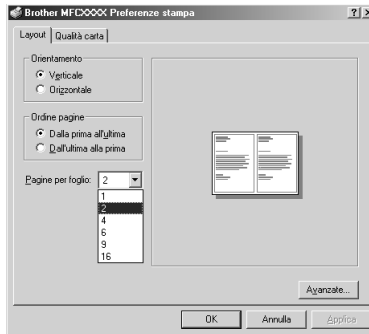 Brother MFCXXXX Preferenze stampa
Layout Qualità carta
Orientamento
Verticale
Orizzontale
Ordine pagine
Dalla prima all'ultima
Dall'ultima alla prima
Pagine per foglio: 2
1
2
4
6
9
16
Avanzate...
OK Annulla Applica